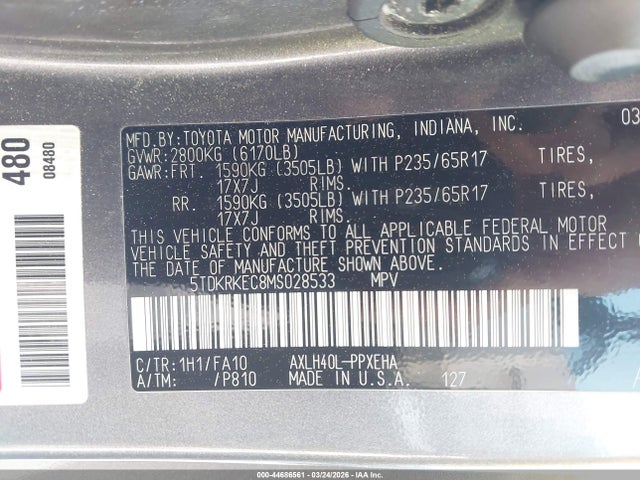 480
08480
03
MFD.BY:TOYOTA MOTOR MANUFACTURING, INDIANA, INC.
GVWR:2800KG (6170LB)
GAWR:FRT. 1590KG (3505LB) WITH P235/65R17 TIRES,
17X7J RIMS.
RR. 1590KG (3505LB) WITH P235/65R17 TIRES,
17X7J RIMS.
THIS VEHICLE CONFORMS TO ALL APPLICABLE FEDERAL MOTOR
VEHICLE SAFETY AND THEFT PREVENTION STANDARDS IN EFFECT
THE DATE OF MANUFACTURE SHOWN ABOVE.
5TDKRKEC8MS028533 MPV
C/TR:1H1/FA10 AXLH40L-PPXEHA
A/TM: /P810 MADE IN U.S.A. 127
000-44686561 - 03/24/2026 - IAA, Inc.